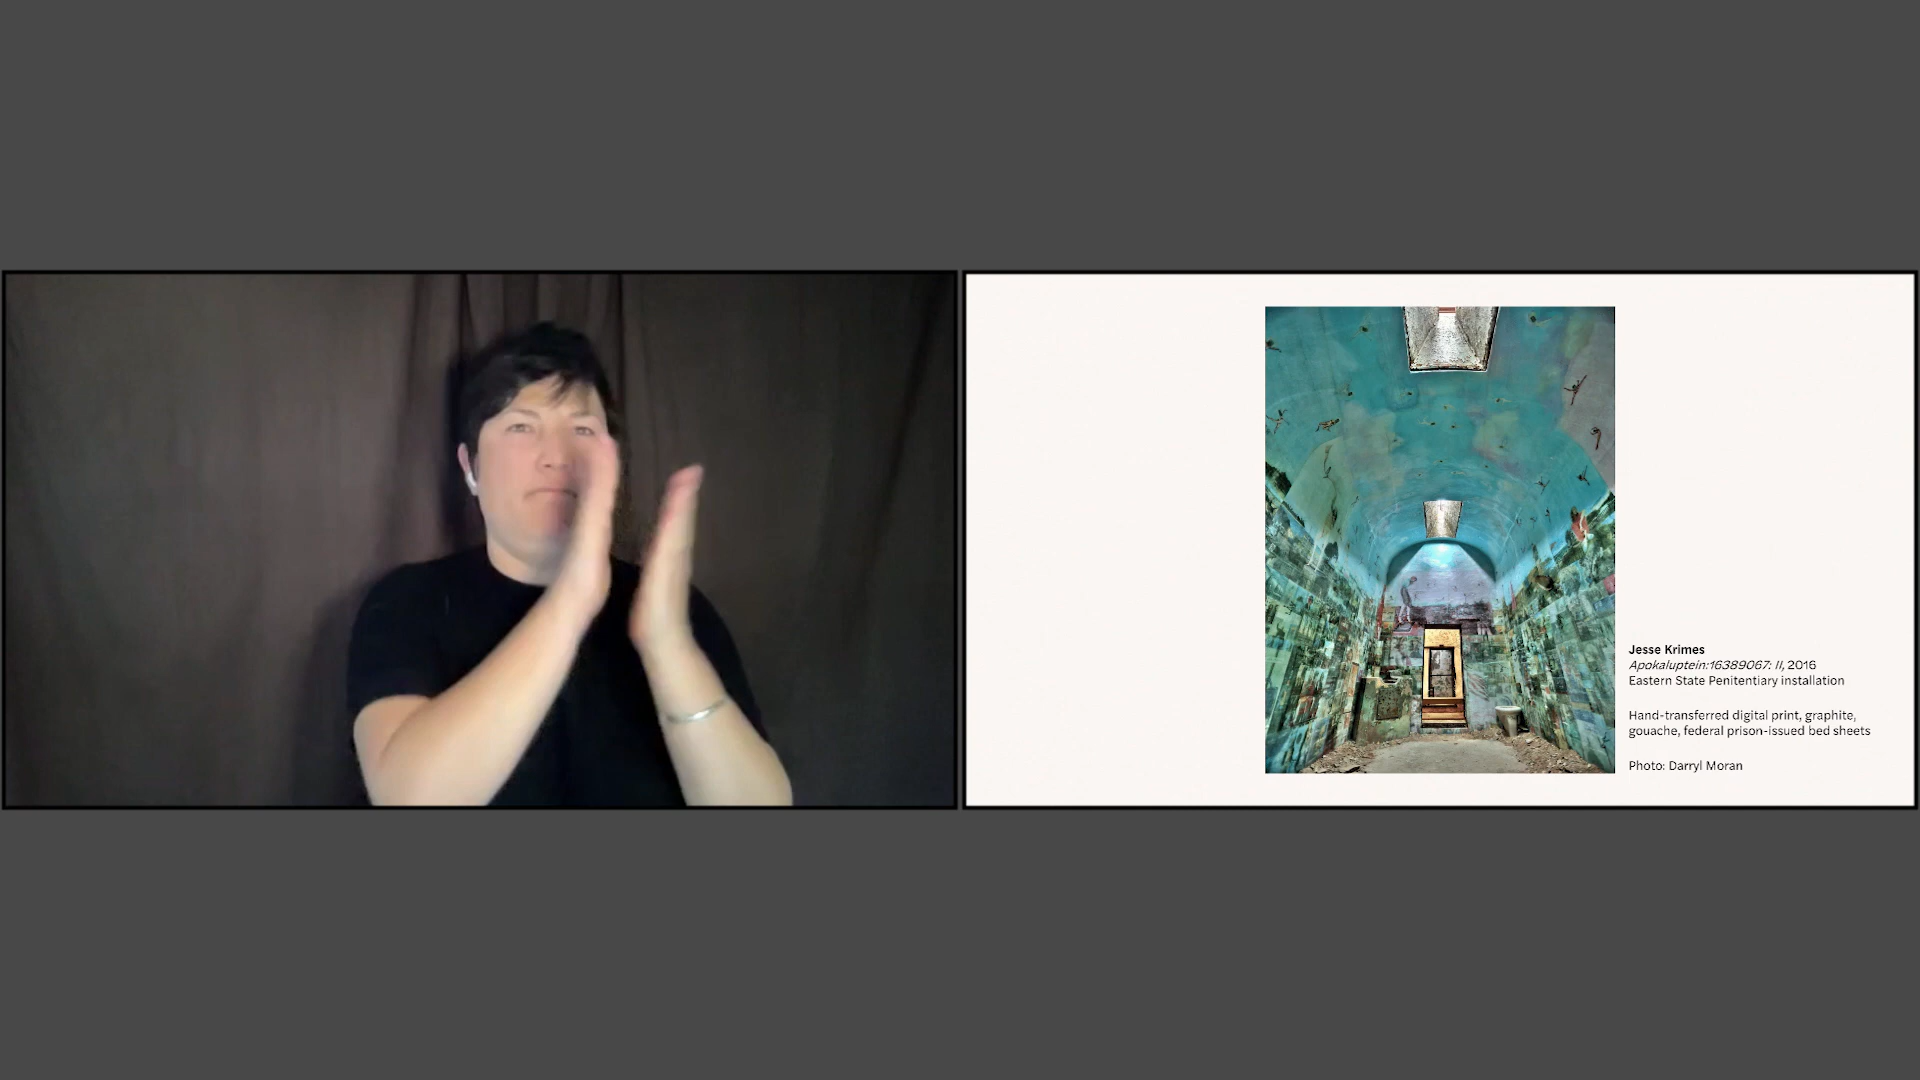 Jesse Krimes
Apokaluptein:16389067: II, 2016
Eastern State Penitentiary installation
Hand-transferred digital print, graphite,
gouache, federal prison-issued bed sheets
Photo: Darryl Moran